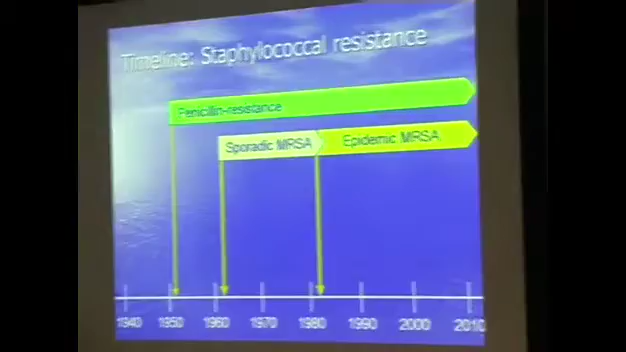 Timeline: Staphylococcal resistance
Penicillin-resistance
Sporadic MRSA
Epidemic MRSA
1940 1950 1960 1970 1980 1990 2000 2010